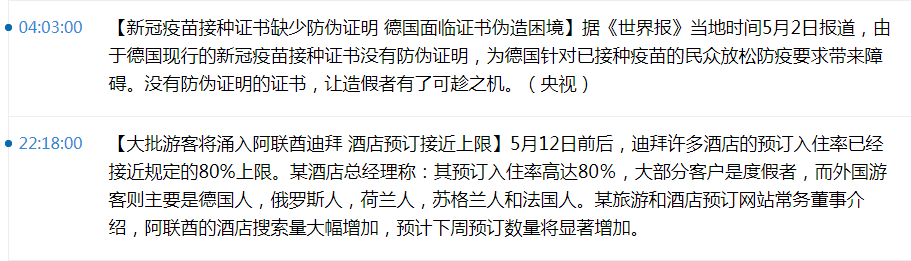 04:03:00 【新冠疫苗接种证书缺少防伪证明 德国面临证书伪造困境】据《世界报》当地时间5月2日报道，由
于德国现行的新冠疫苗接种证书没有防伪证明，为德国针对已接种疫苗的民众放松防疫要求带来障
碍。没有防伪证明的证书，让造假者有了可趁之机。（央视）
22:18:00 【大批游客将涌入阿联酋迪拜 酒店预订接近上限】5月12日前后，迪拜许多酒店的预订入住率已经
接近规定的80%上限。某酒店总经理称：其预订入住率高达80%，大部分客户是度假者，而外国游
客则主要是德国人，俄罗斯人，荷兰人，苏格兰人和法国人。某旅游和酒店预订网站常务董事介
绍，阿联酋的酒店搜索量大幅增加，预计下周预订数量将显著增加。